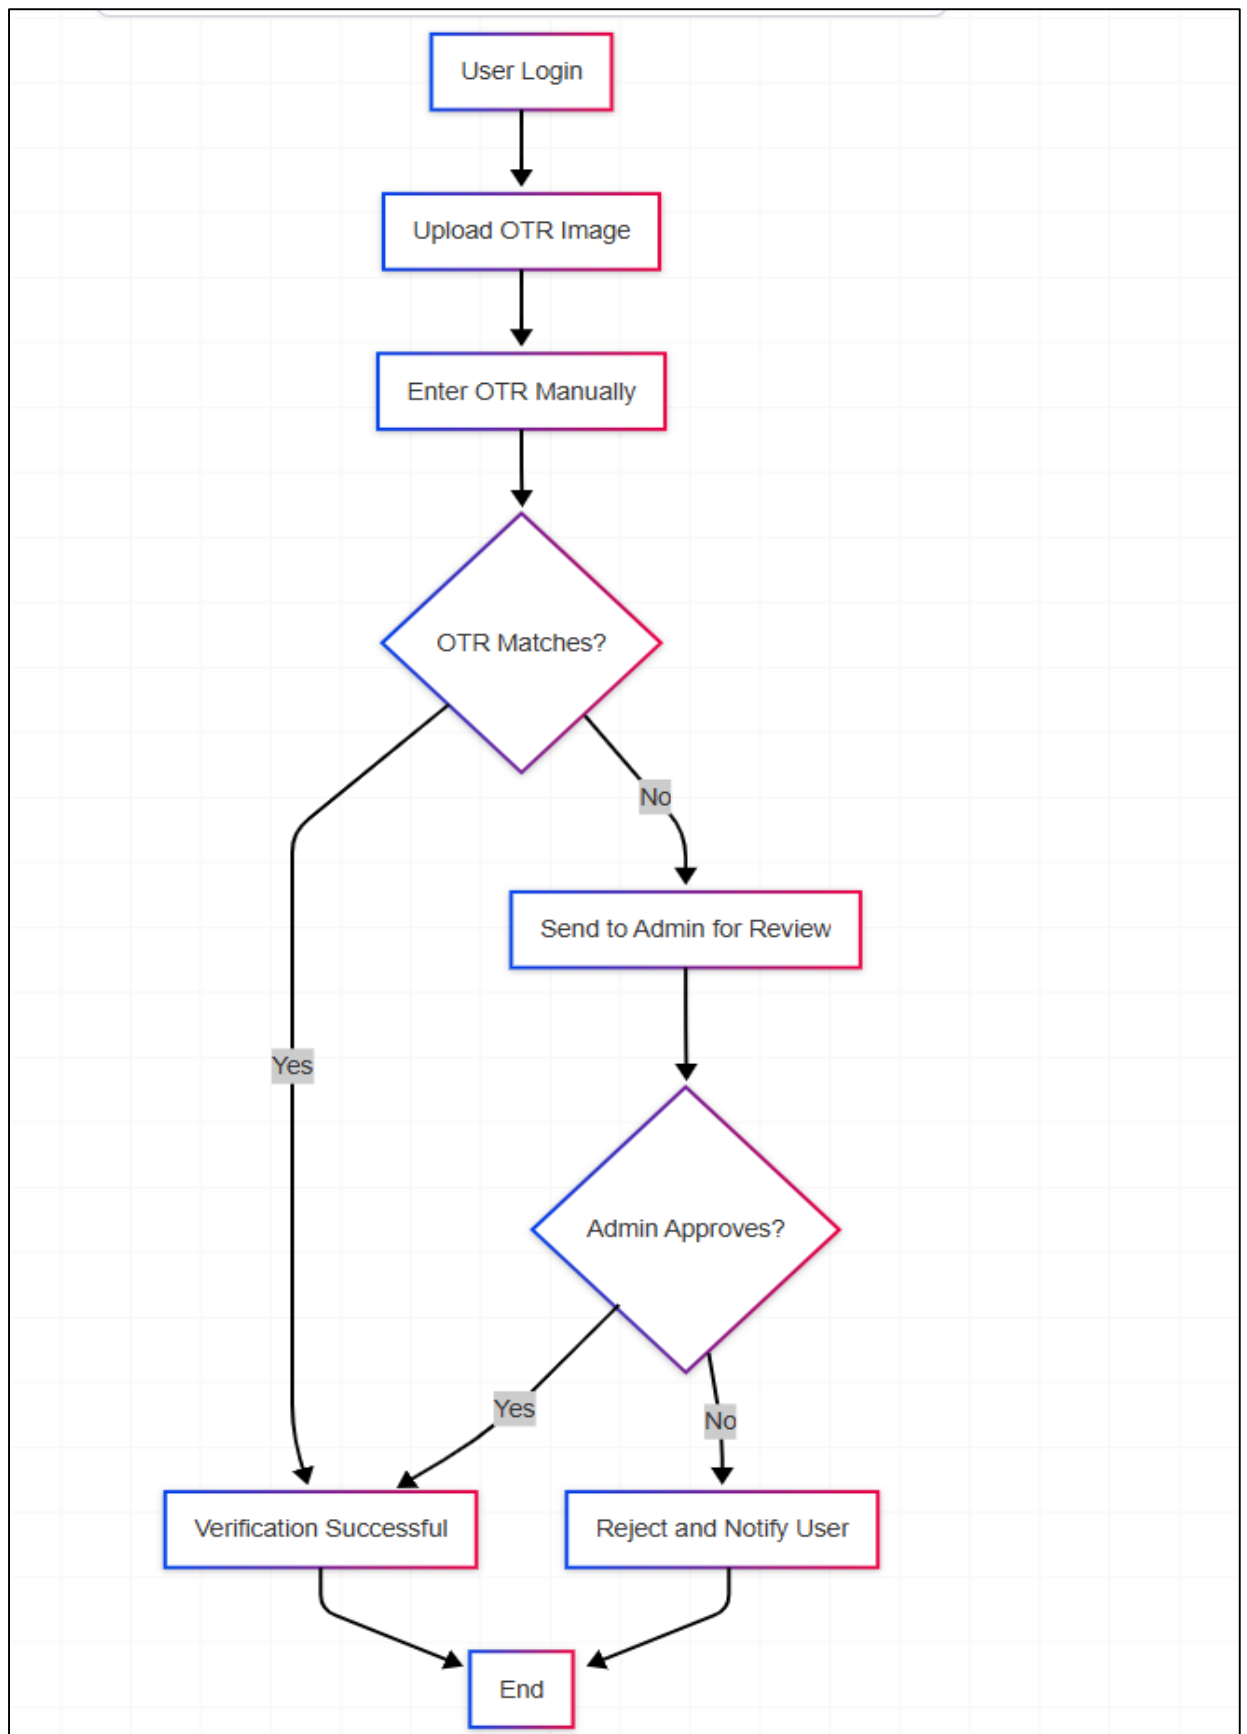 User Login
Upload OTR Image
Enter OTR Manually
OTR Matches?
No
Send to Admin for Review
Yes
Admin Approves?
Yes
No
Verification Successful
Reject and Notify User
End